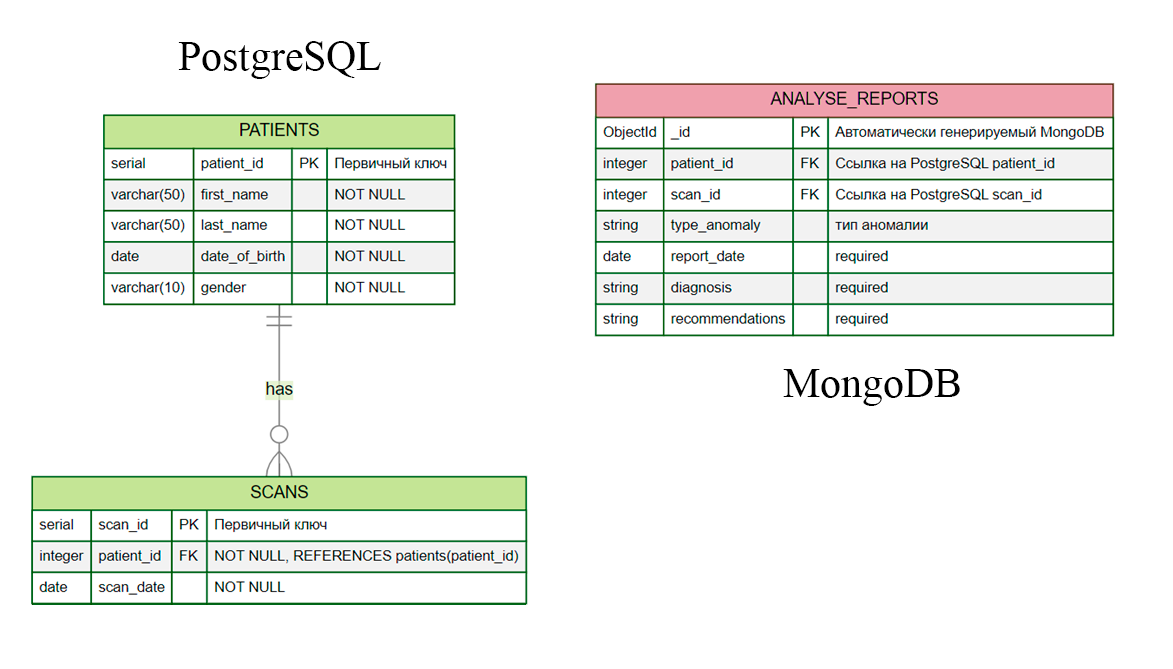 PostgreSQL
PATIENTS
serial patient_id PK Первичный ключ
varchar(50) first_name NOT NULL
varchar(50) last_name NOT NULL
date date_of_birth NOT NULL
varchar(10) gender NOT NULL
has
SCANS
serial scan_id PK Первичный ключ
integer patient_id FK NOT NULL, REFERENCES patients(patient_id)
date scan_date NOT NULL
ANALYSE_REPORTS
ObjectId _id PK Автоматически генерируемый MongoDB
integer patient_id FK Ссылка на PostgreSQL patient_id
integer scan_id FK Ссылка на PostgreSQL scan_id
string type_anomaly тип аномалии
date report_date required
string diagnosis required
string recommendations required
MongoDB